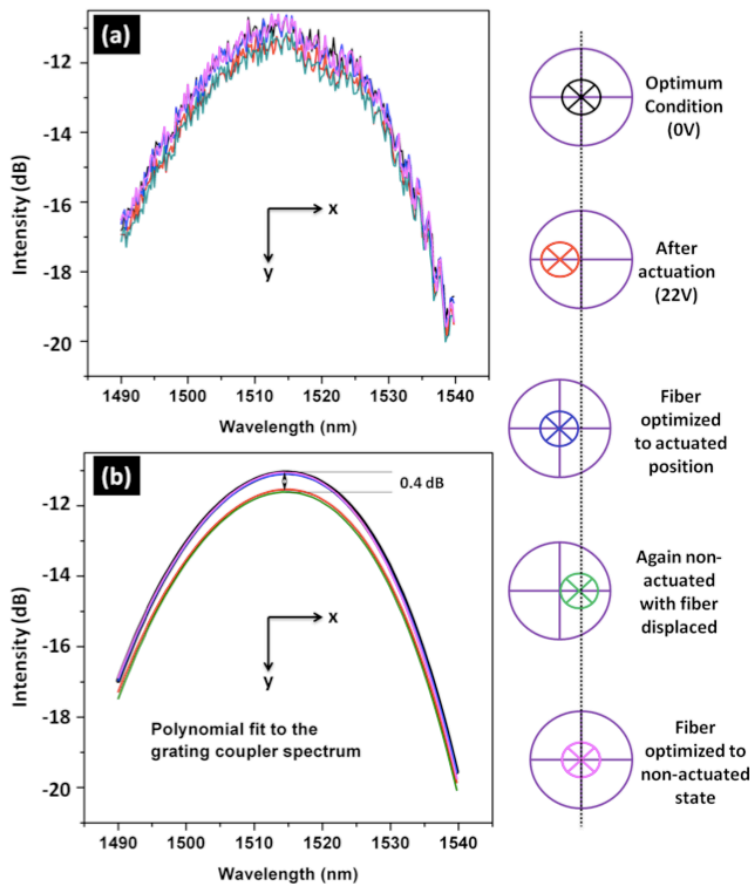 (a)
-12
-14
-16
-18
-20
Intensity (dB)
x
y
1490 1500 1510 1520 1530 1540
Wavelength (nm)
(b)
0.4 dB
-12
-14
-16
-18
-20
Intensity (dB)
x
y
Polynomial fit to the
grating coupler spectrum
1490 1500 1510 1520 1530 1540
Wavelength (nm)
Optimum
Condition
(0V)
After
actuation
(22V)
Fiber
optimized
to actuated
position
Again non-
actuated
with fiber
displaced
Fiber
optimized to
non-actuated
state